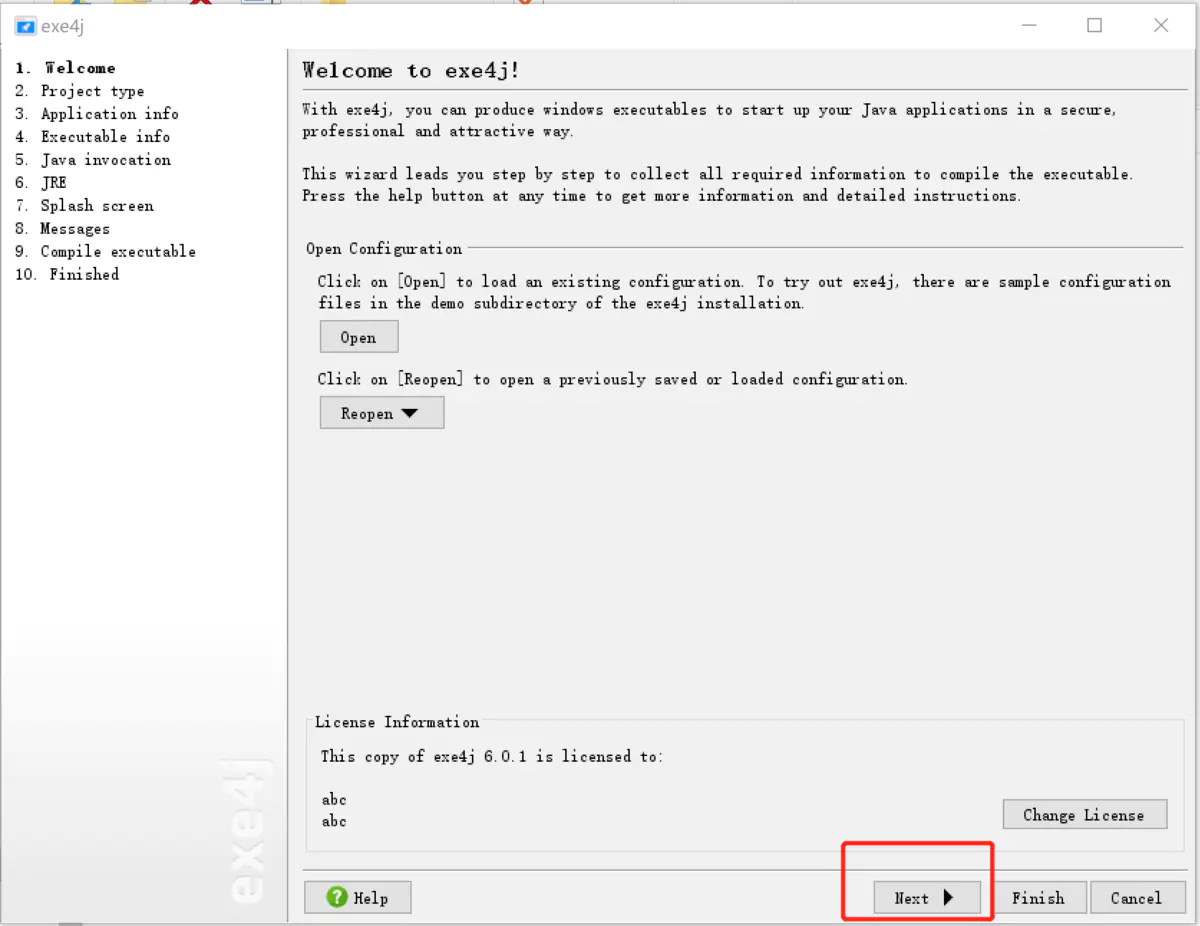 exe4j
1. Welcome
2. Project type
3. Application info
4. Executable info
5. Java invocation
6. JRE
7. Splash screen
8. Messages
9. Compile executable
10. Finished
exe4j
Welcome to exe4j!
With exe4j, you can produce windows executables to start up your Java applications in a secure,
professional and attractive way.
This wizard leads you step by step to collect all required information to compile the executable.
Press the help button at any time to get more information and detailed instructions.
Open Configuration
Click on [Open] to load an existing configuration. To try out exe4j, there are sample configuration
files in the demo subdirectory of the exe4j installation.
Open
Click on [Reopen] to open a previously saved or loaded configuration.
Reopen
License Information
This copy of exe4j 6.0.1 is licensed to:
abc
abc
Change License
Help
Next
Finish
Cancel